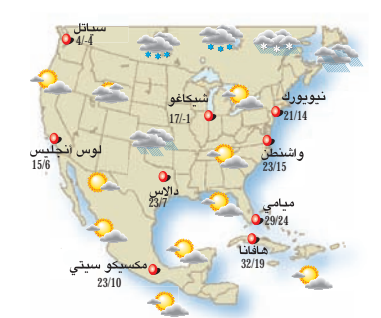 سياتل
4/-4
شيكاغو
17/-1
نيويورك
21/14
لوس انجليس
15/6
واشنطن
23/15
دالاس
23/7
ميامي
29/24
هافانا
32/19
مكسيكو سيتي
23/10